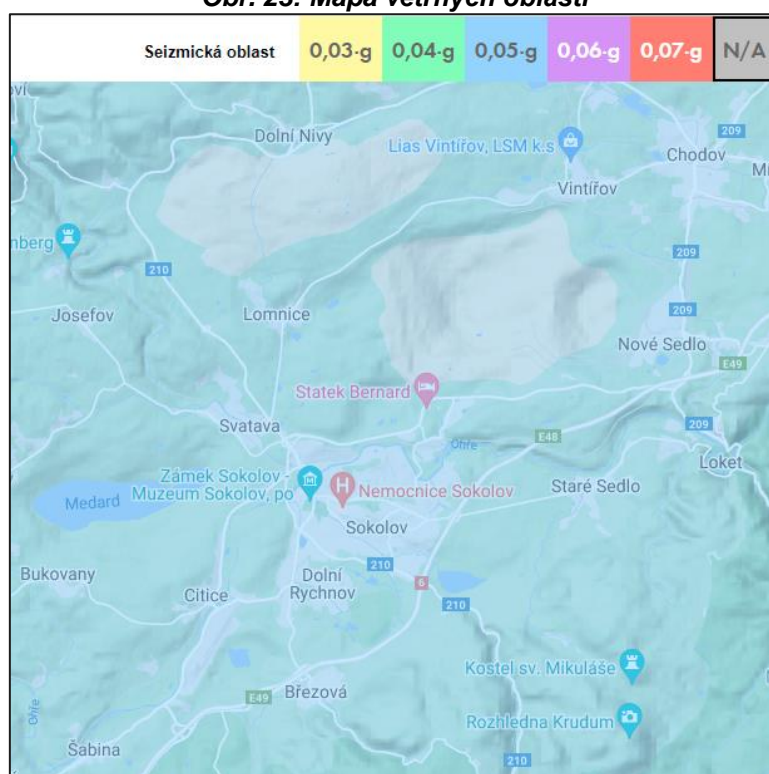 Obr. 23: Mapa větrných oblastí
Seizmická oblast 0,03·g 0,04·g 0,05·g 0,06·g 0,07·g N/A
Dolní Nivy
209
Lias Vintířov, LSM k.s
Chodov
Vintířov
nberg
210
209
Josefov
Lomnice
209
Nové Sedlo
E49
Statek Bernard
Svatava
209
Ohře
E48
Loket
Zámek Sokolov -
Muzeum Sokolov, po
Nemocnice Sokolov
Staré Sedlo
Medard
Sokolov
210
Bukovany
Dolní
Rychnov
6
Citice
210
Kostel sv. Mikuláše
E49
Březová
Ohře
Rozhledna Krudum
Šabina
210